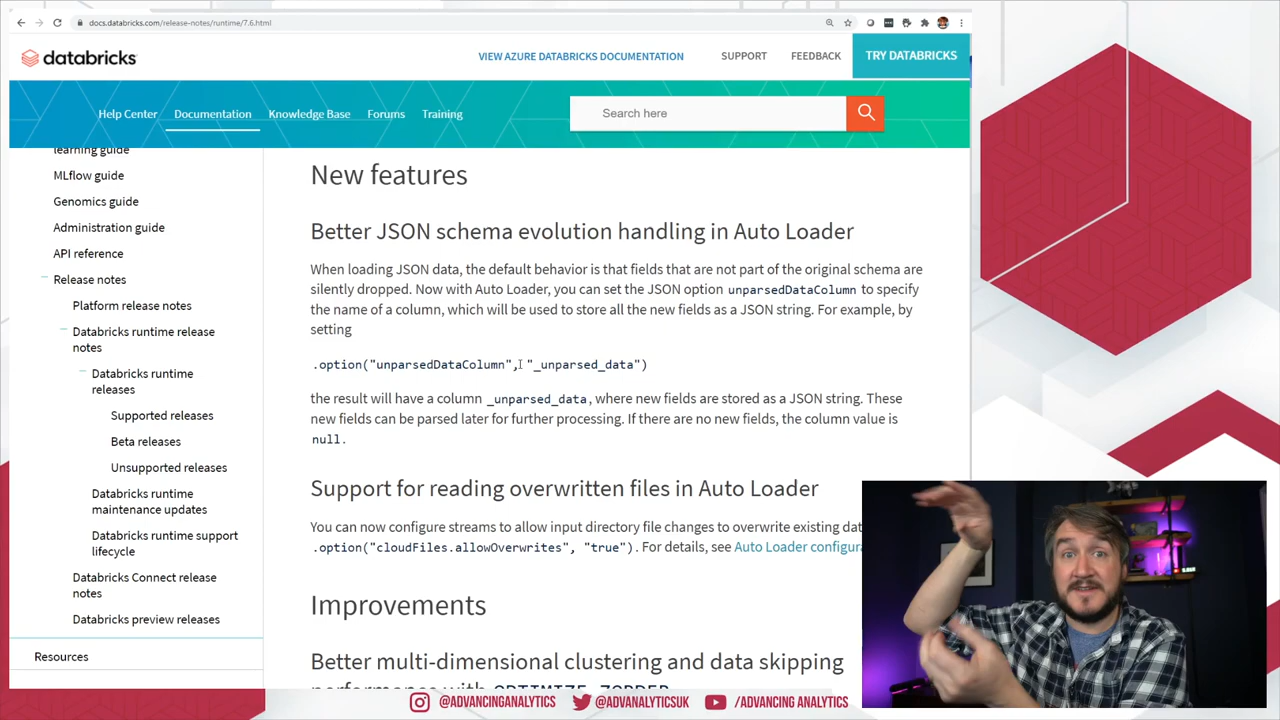 docs.databricks.com/release-notes/runtime/7.6.html
databricks
VIEW AZURE DATABRICKS DOCUMENTATION
SUPPORT
FEEDBACK
TRY DATABRICKS
Help Center
Documentation
Knowledge Base
Forums
Training
Search here
learning guide
MLflow guide
Genomics guide
Administration guide
API reference
Release notes
Platform release notes
Databricks runtime release
notes
Databricks runtime
releases
Supported releases
Beta releases
Unsupported releases
Databricks runtime
maintenance updates
Databricks runtime support
lifecycle
Databricks Connect release
notes
Databricks preview releases
Resources
New features
Better JSON schema evolution handling in Auto Loader
When loading JSON data, the default behavior is that fields that are not part of the original schema are
silently dropped. Now with Auto Loader, you can set the JSON option unparsedDataColumn to specify
the name of a column, which will be used to store all the new fields as a JSON string. For example, by
setting
.option("unparsedDataColumn", "_unparsed_data")
the result will have a column _unparsed_data, where new fields are stored as a JSON string. These
new fields can be parsed later for further processing. If there are no new fields, the column value is
null.
Support for reading overwritten files in Auto Loader
You can now configure streams to allow input directory file changes to overwrite existing dat
.option("cloudFiles.allowOverwrites", "true"). For details, see Auto Loader configura
Improvements
Better multi-dimensional clustering and data skipping
performance with OPTIMIZE ZORDER
@ADVANCINGANALYTICS
@ADVANALYTICSUK
/ADVANCING ANALYTICS